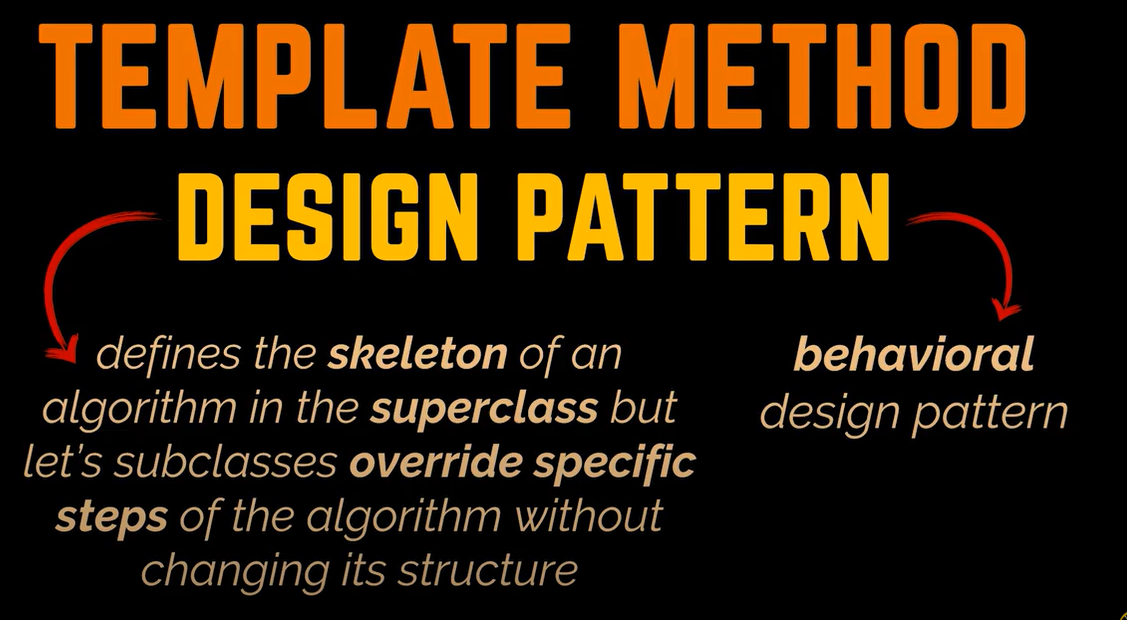 TEMPLATE METHOD
DESIGN PATTERN
defines the skeleton of an
algorithm in the superclass but
let's subclasses override specific
steps of the algorithm without
changing its structure
behavioral
design pattern